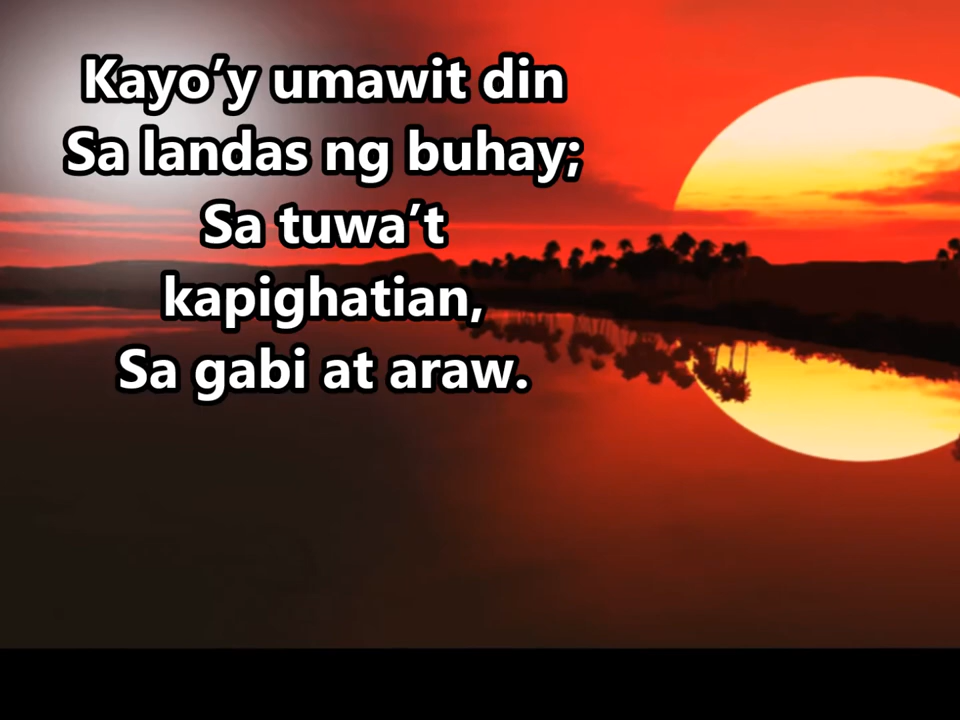 Kayo’y umawit din
Sa landas ng buhay;
Sa tuwa’t
kapighatian,
Sa gabi at araw.